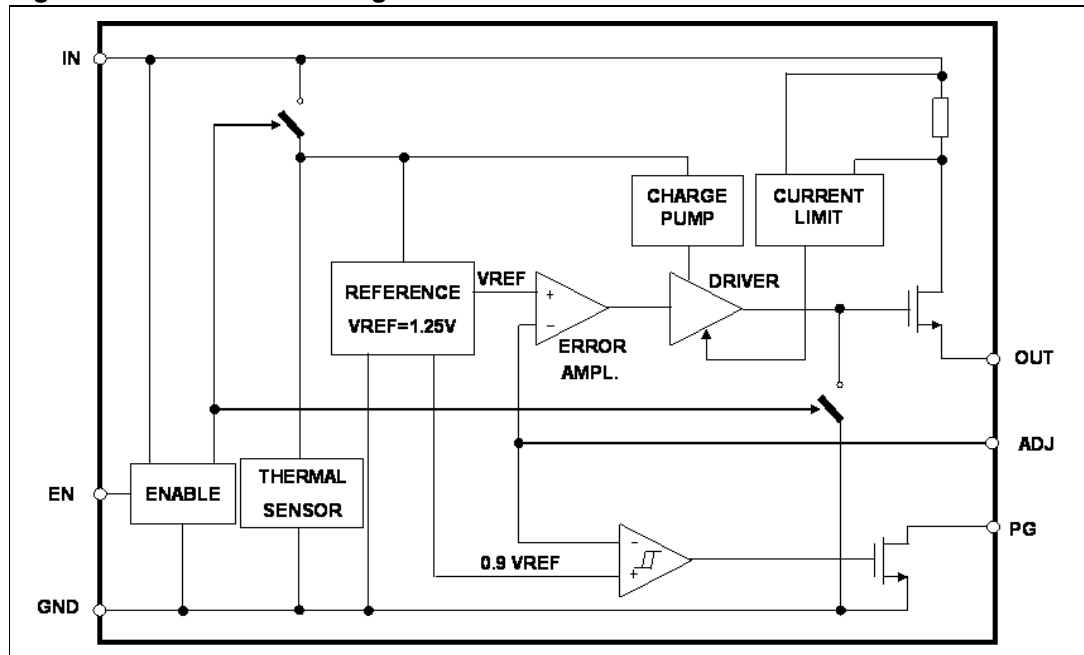 IN
CHARGE
PUMP
CURRENT
LIMIT
REFERENCE
VREF=1.25V
VREF
+
−
ERROR
AMPL.
DRIVER
OUT
ADJ
EN
ENABLE
THERMAL
SENSOR
0.9 VREF
−
+
PG
GND